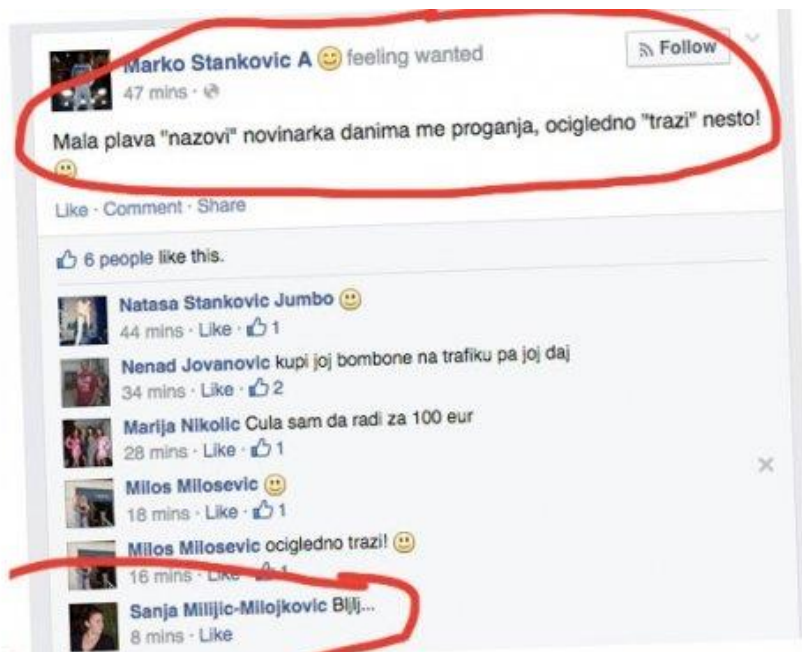 Marko Stankovic A feeling wanted
Follow
47 mins
Mala plava "nazovi" novinarka danima me proganja, ocigledno "trazi" nesto!
Like · Comment · Share
6 people like this.
Natasa Stankovic Jumbo
44 mins · Like · 1
Nenad Jovanovic kupi joj bombone na trafiku pa joj daj
34 mins · Like · 2
Marija Nikolic Cula sam da radi za 100 eur
28 mins · Like · 1
Milos Milosevic
18 mins · Like · 1
Milos Milosevic ocigledno trazi!
16 mins · Like · 1
Sanja Milijic-Milojkovic Bljlj...
8 mins · Like